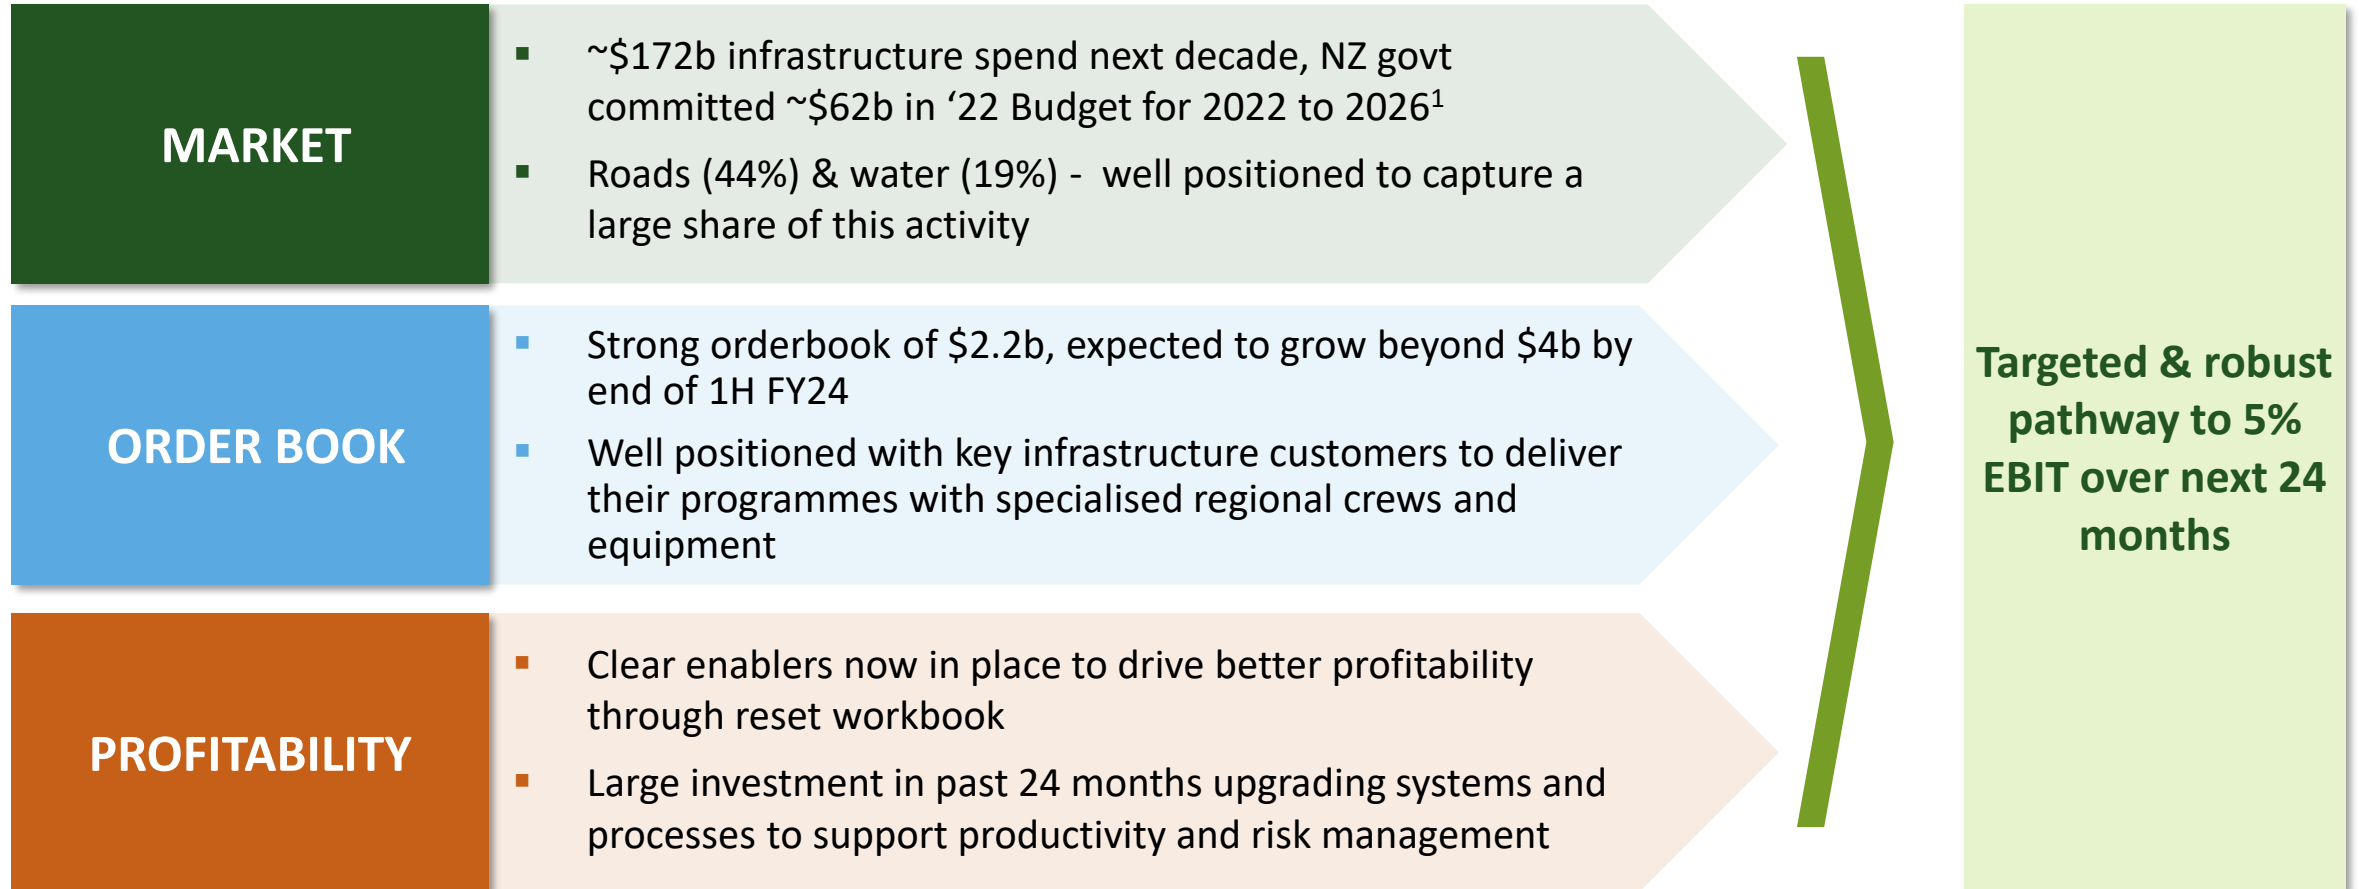 MARKET
▪ ~$172b infrastructure spend next decade, NZ govt
committed ~$62b in ‘22 Budget for 2022 to 2026¹
▪ Roads (44%) & water (19%) - well positioned to capture a
large share of this activity
ORDER BOOK
▪ Strong orderbook of $2.2b, expected to grow beyond $4b by
end of 1H FY24
▪ Well positioned with key infrastructure customers to deliver
their programmes with specialised regional crews and
equipment
PROFITABILITY
▪ Clear enablers now in place to drive better profitability
through reset workbook
▪ Large investment in past 24 months upgrading systems and
processes to support productivity and risk management
Targeted & robust
pathway to 5%
EBIT over next 24
months